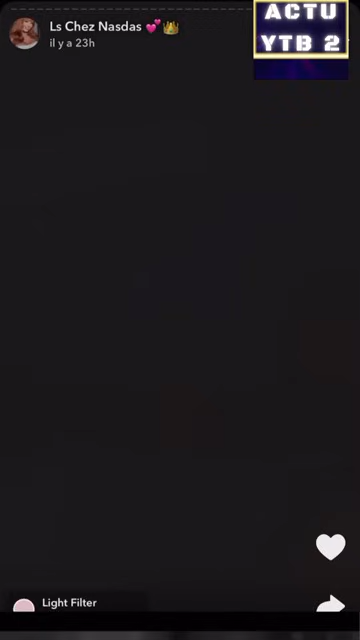 Ls Chez Nasdas 💕👑
il y a 23h
ACTU
YTB 2
Light Filter